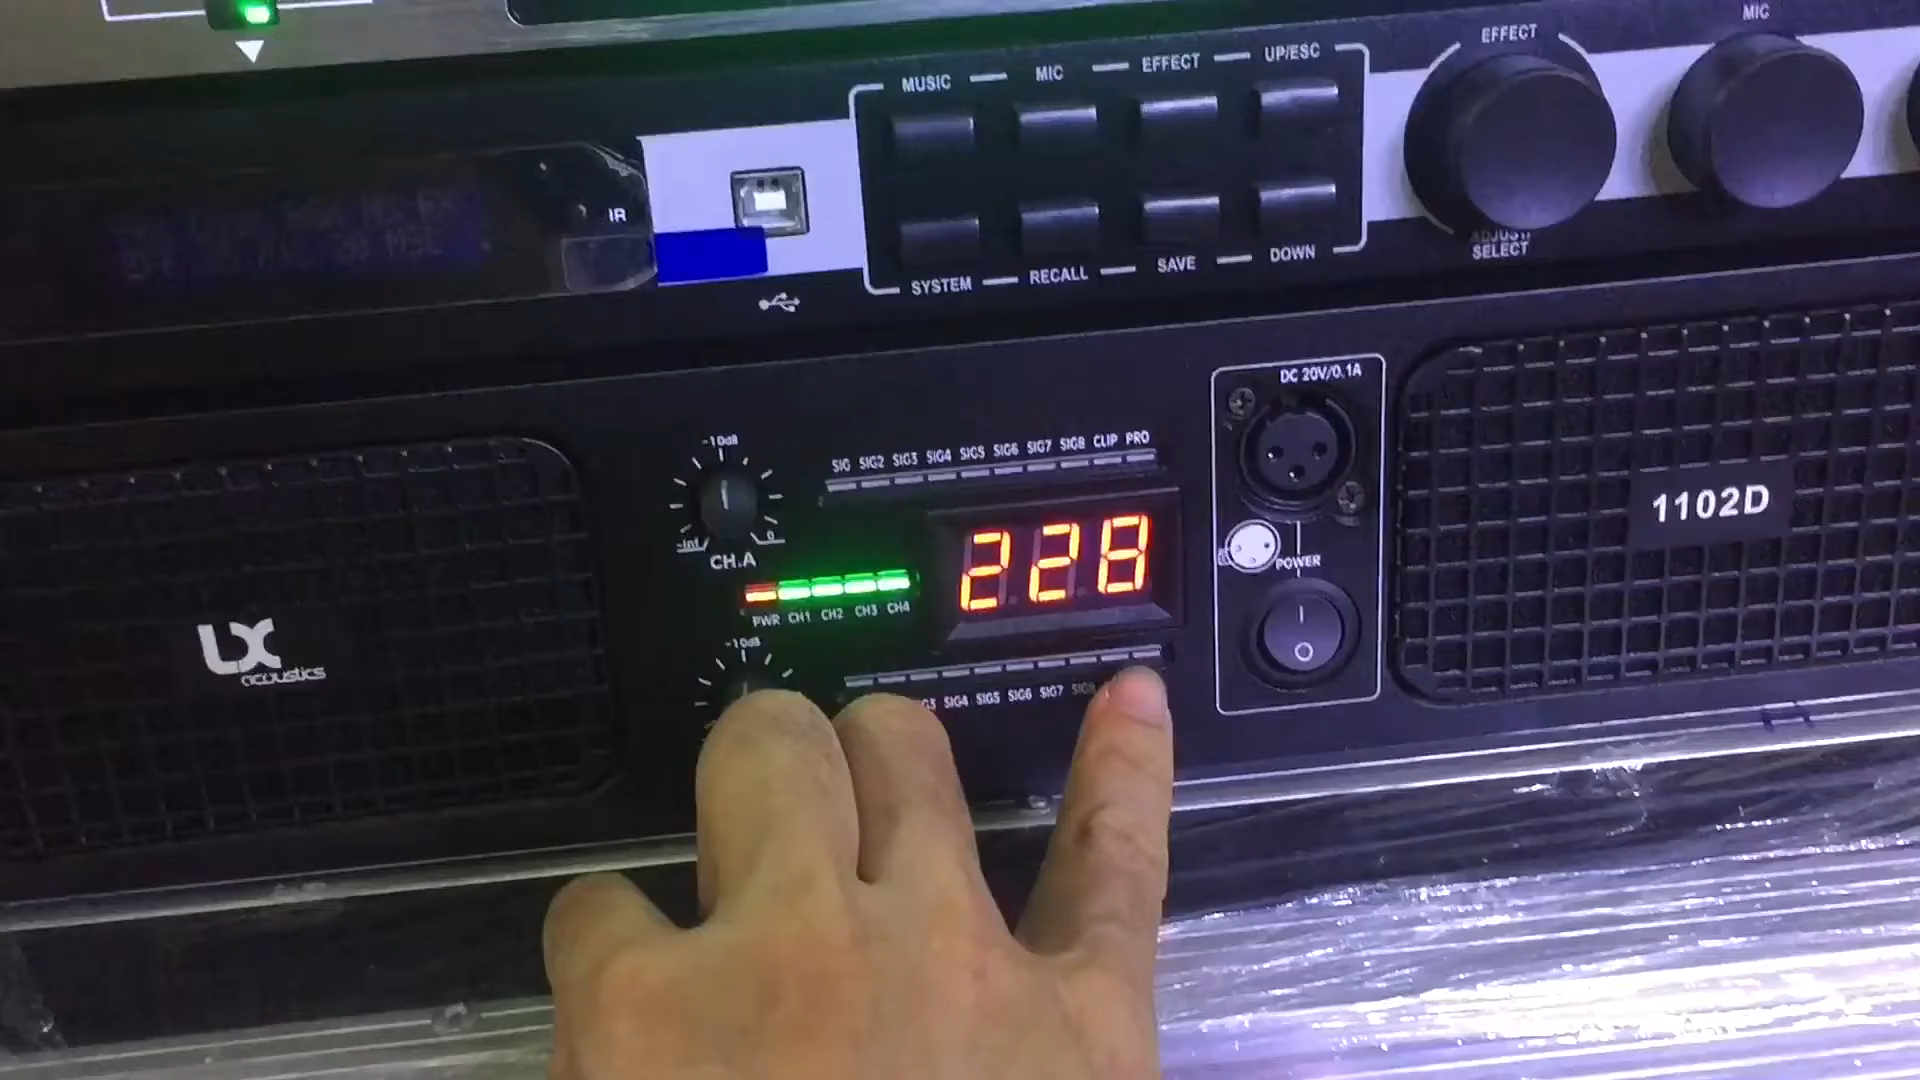 MUSIC MIC EFFECT UP/ESC
SYSTEM RECALL SAVE DOWN
IR
EFFECT
ADJUST/
SELECT
MIC
-10dB
-inf 0
CH.A
SIG SIG2 SIG3 SIG4 SIG5 SIG6 SIG7 SIG8 CLIP PRO
228
PWR CH1 CH2 CH3 CH4
-10dB
SIG4 SIG5 SIG6 SIG7 SIG8
DC 20V/0.1A
POWER
1102D
LX
acoustics